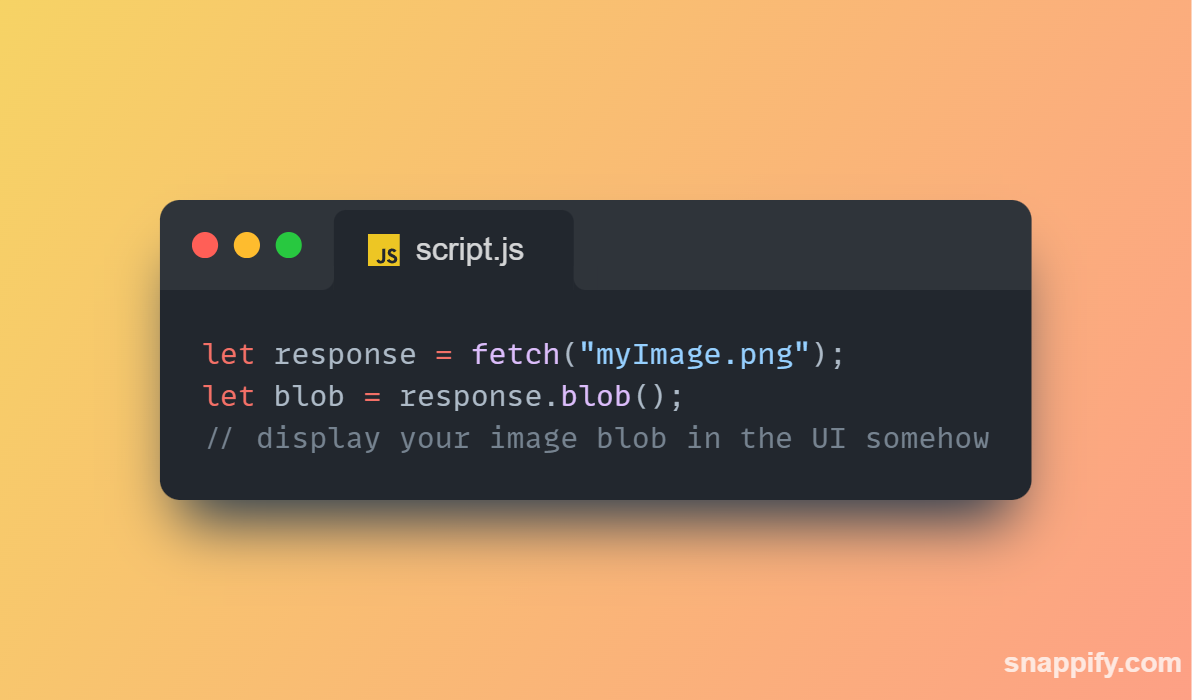 JS script.js
let response = fetch("myImage.png");
let blob = response.blob();
// display your image blob in the UI somehow
snappify.com